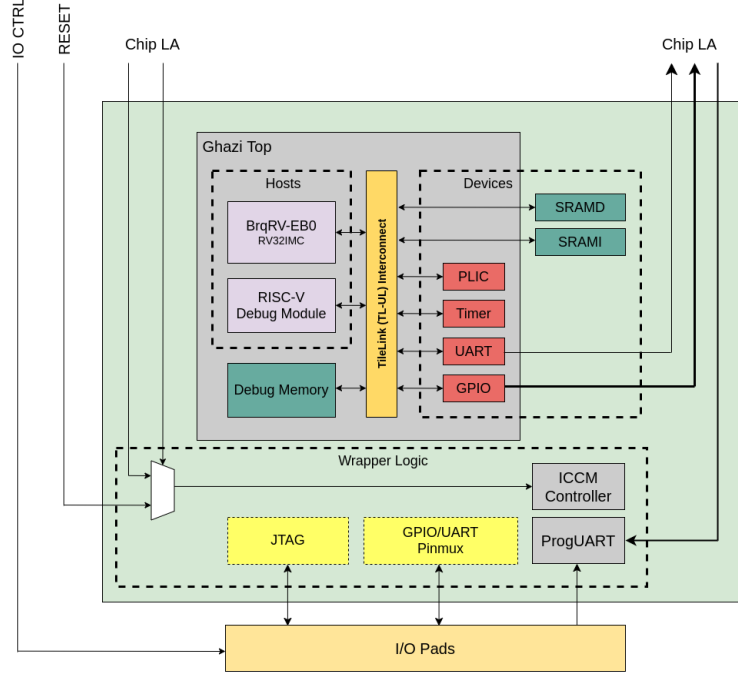 IO CTRL
RESET
Chip LA
Chip LA
Ghazi Top
Hosts
Devices
BrqRV-EB0
RV32IMC
RISC-V
Debug Module
Debug Memory
TileLink (TL-UL) Interconnect
SRAMD
SRAMI
PLIC
Timer
UART
GPIO
Wrapper Logic
ICCM
Controller
JTAG
GPIO/UART
Pinmux
ProgUART
I/O Pads